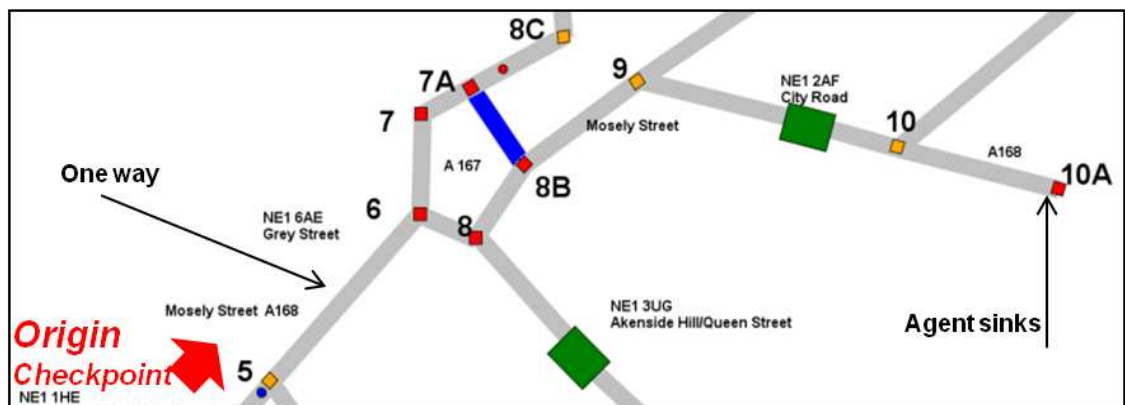 8C
7A
9
NE1 2AF
City Road
7
Mosely Street
10
A 167
A168
One way
8B
10A
6
NE1 6AE
Grey Street
8
NE1 3UG
Akenside Hill/Queen Street
Mosely Street A168
Origin
Agent sinks
Checkpoint
5
NE1 1HE